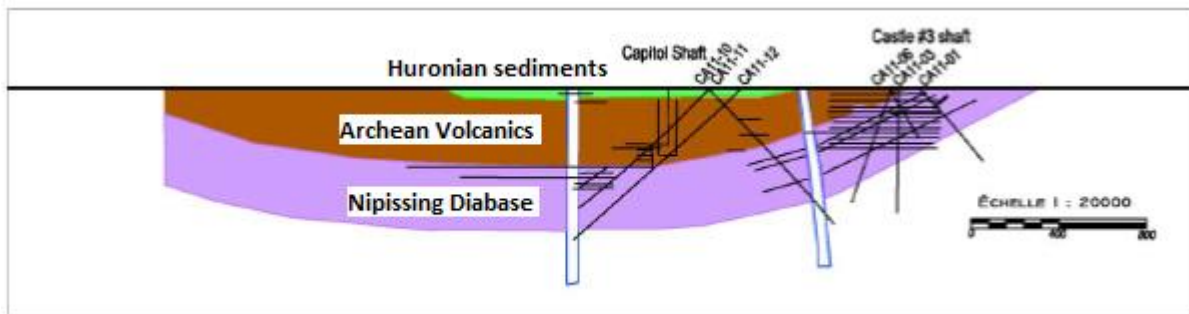 Castle #3 shaft
Capitol Shaft
Huronian sediments
CA11-10
CA11-11
CA11-12
CA11-06
CA11-03
CA11-01
Archean Volcanics
Nipissing Diabase
ÉCHELLE 1 : 20000
0 400 800